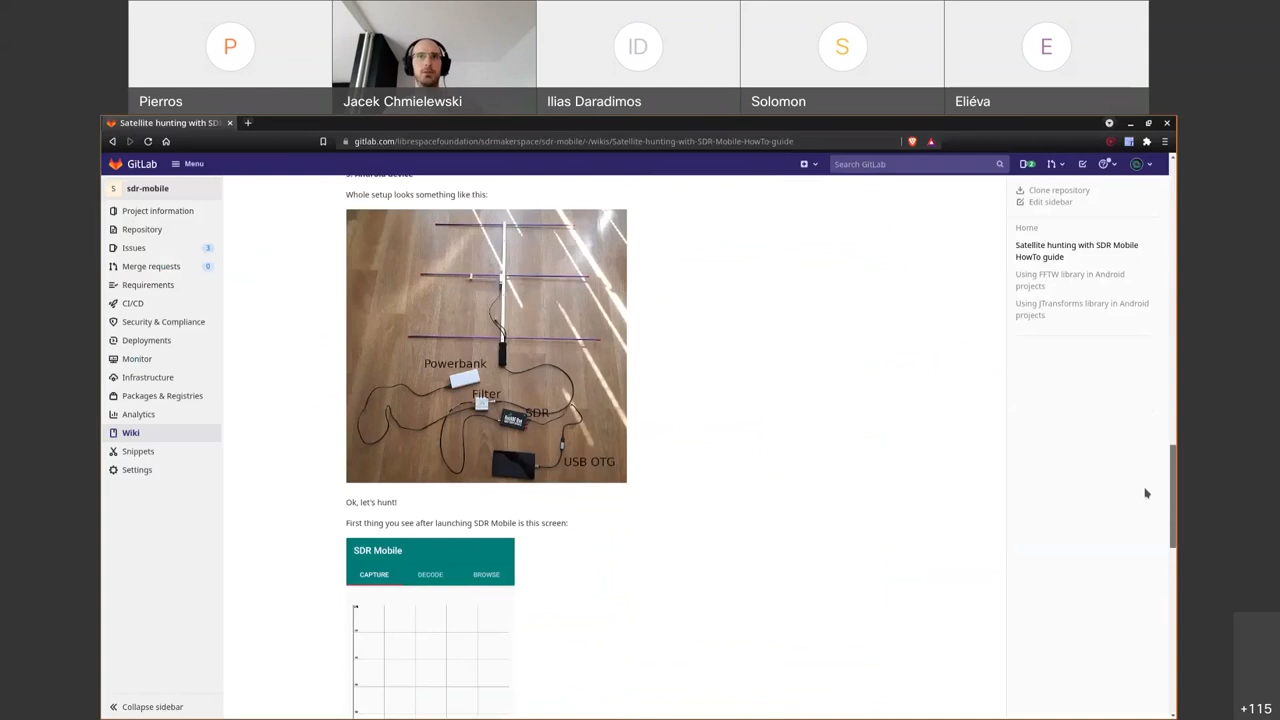 P
ID
S
E
Pierros
Jacek Chmielewski
Ilias Daradimos
Solomon
Eliéva
Satellite hunting with SD
gitlab.com/librespacefoundation/sdrmakerspace/sdr-mobile/-/wikis/Satellite-hunting-with-SDR-Mobile-HowTo-guide
GitLab
Menu
Search GitLab
2
S
sdr-mobile
Project information
Repository
Issues
3
Merge requests
0
Requirements
CI/CD
Security & Compliance
Deployments
Monitor
Infrastructure
Packages & Registries
Analytics
Wiki
Snippets
Settings
Collapse sidebar
Whole setup looks something like this:
Powerbank
Filter
SDR
USB OTG
Ok, let's hunt!
First thing you see after launching SDR Mobile is this screen:
SDR Mobile
CAPTURE
DECODE
BROWSE
Clone repository
Edit sidebar
Home
Satellite hunting with SDR Mobile
HowTo guide
Using FFTW library in Android
projects
Using JTransforms library in Android
projects
+115